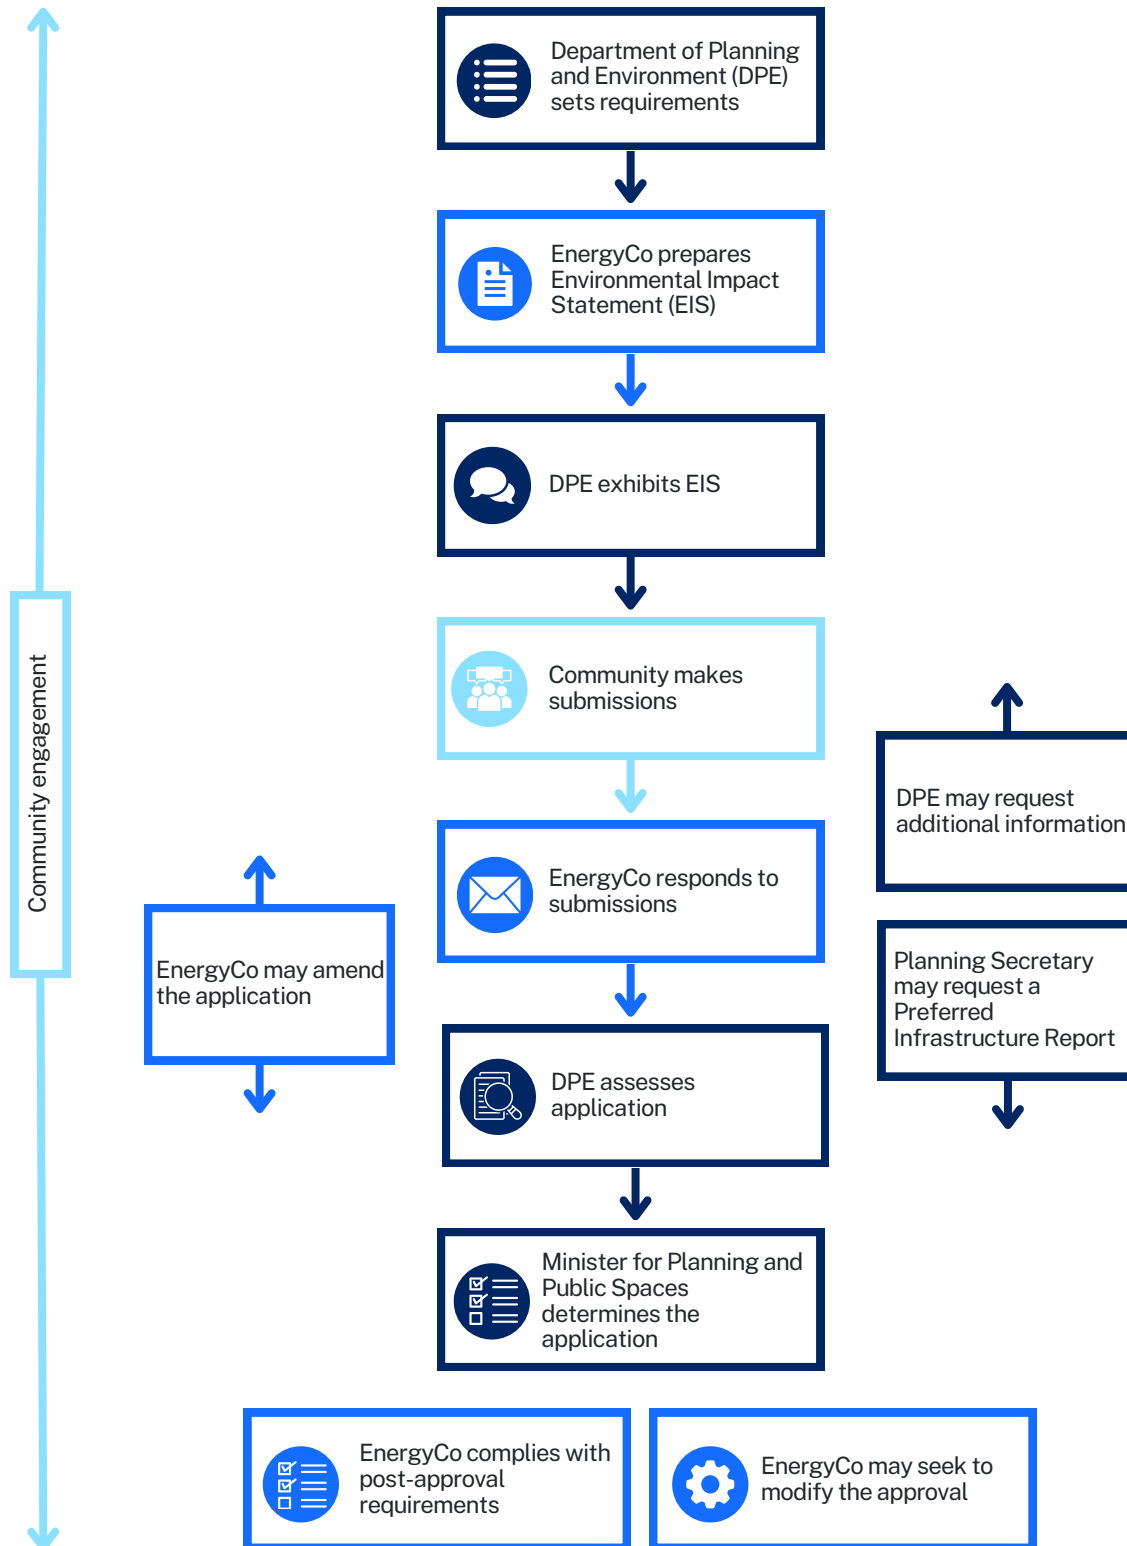 Department of Planning
and Environment (DPE)
sets requirements
EnergyCo prepares
Environmental Impact
Statement (EIS)
DPE exhibits EIS
Community makes
submissions
Community engagement
DPE may request
additional information
EnergyCo responds to
submissions
EnergyCo may amend
the application
Planning Secretary
may request a
Preferred
Infrastructure Report
DPE assesses
application
Minister for Planning and
Public Spaces
determines the
application
EnergyCo complies with
post-approval
requirements
EnergyCo may seek to
modify the approval